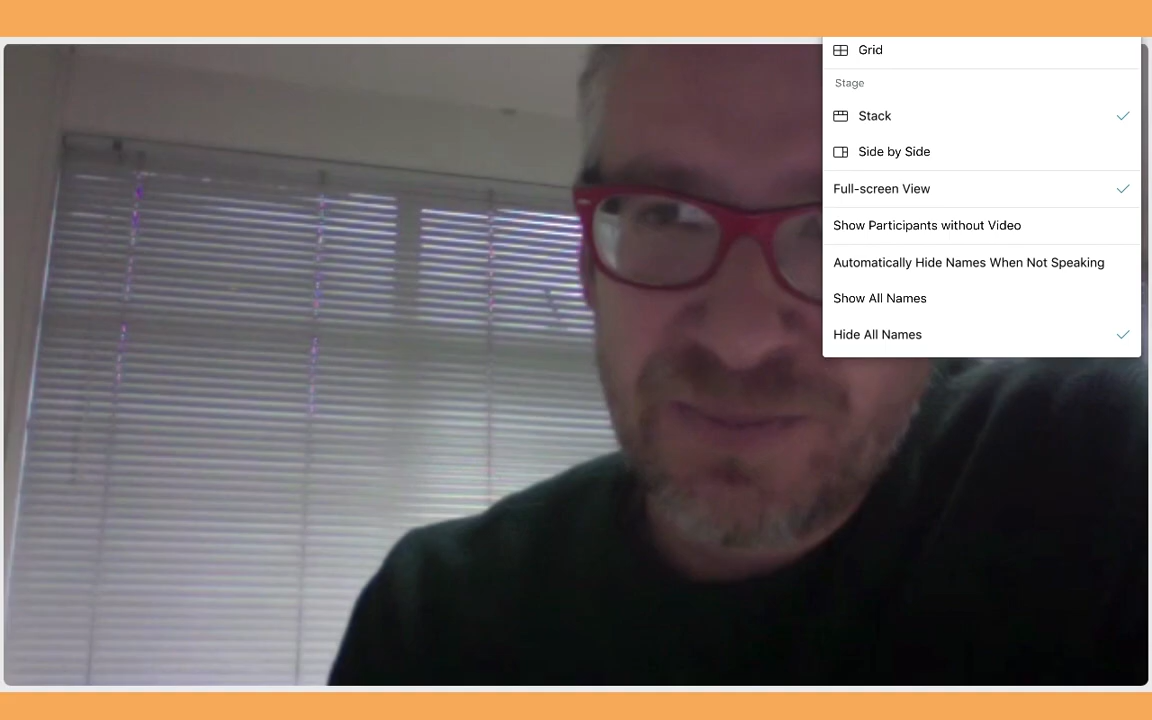 Grid
Stage
Stack
Side by Side
Full-screen View
Show Participants without Video
Automatically Hide Names When Not Speaking
Show All Names
Hide All Names